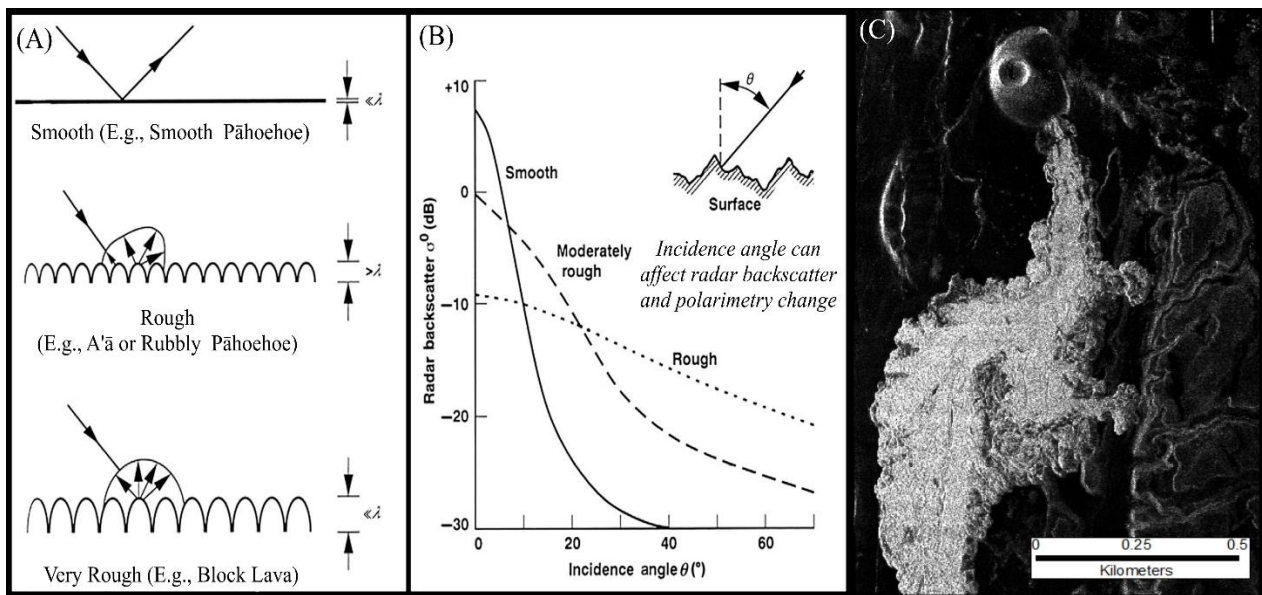 (A)
≪λ
Smooth (E.g., Smooth Pāhoehoe)
>λ
Rough
(E.g., A'ā or Rubbly Pāhoehoe)
≪λ
Very Rough (E.g., Block Lava)
(B)
+10
0
−10
−20
−30
Radar backscatter σ⁰ (dB)
Smooth
Moderately
rough
Rough
θ
Surface
Incidence angle can
affect radar backscatter
and polarimetry change
0 20 40 60
Incidence angle θ (°)
(C)
0 0.25 0.5
Kilometers